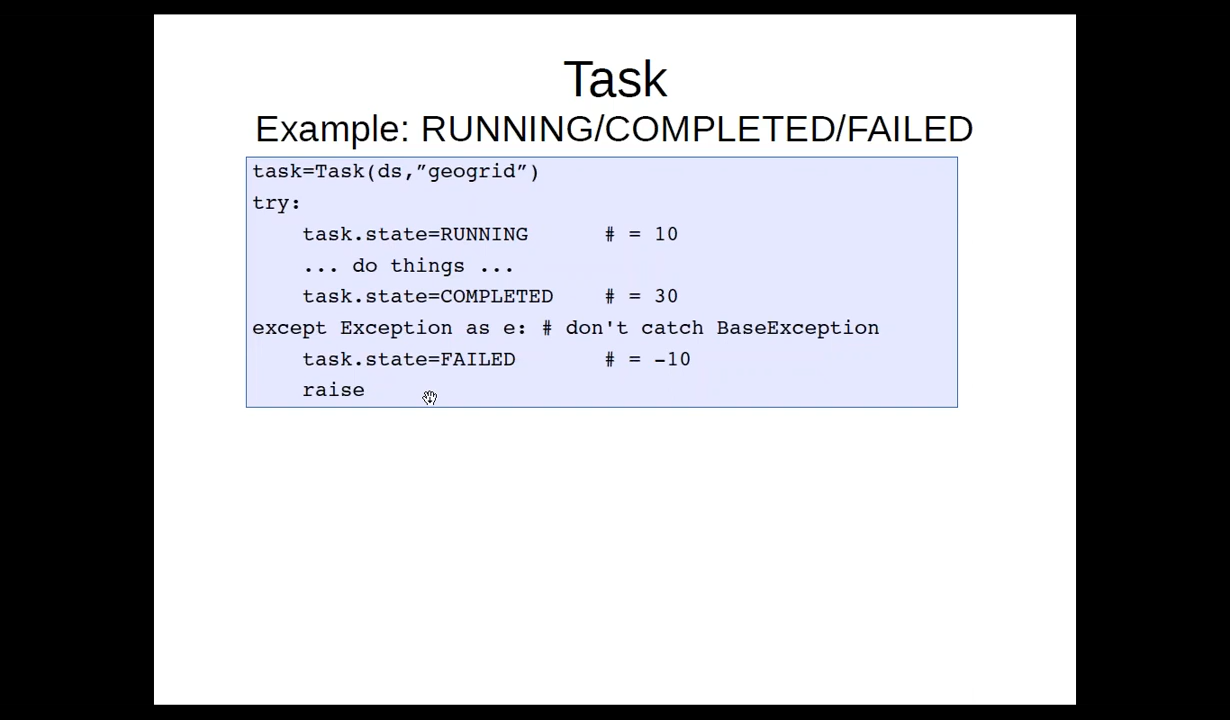 Task
Example: RUNNING/COMPLETED/FAILED
task=Task(ds,”geogrid”)
try:
    task.state=RUNNING      # = 10
    ... do things ...
    task.state=COMPLETED    # = 30
except Exception as e: # don't catch BaseException
    task.state=FAILED       # = -10
    raise